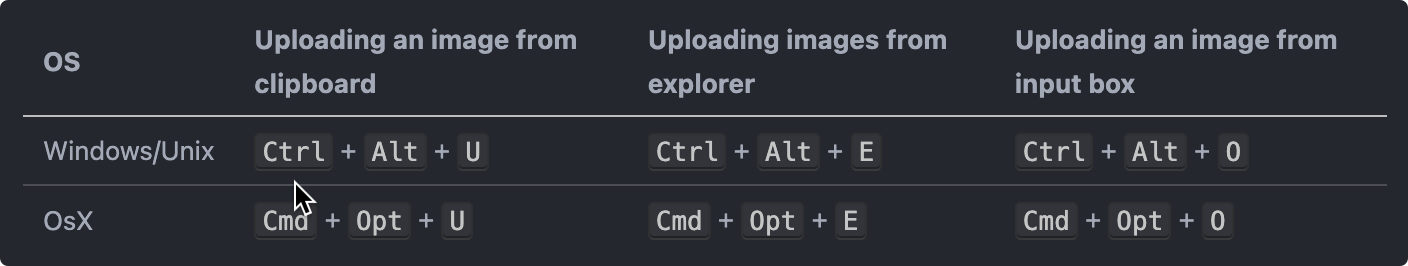 OS Uploading an image from clipboard Uploading images from explorer Uploading an image from input box
Windows/Unix Ctrl + Alt + U Ctrl + Alt + E Ctrl + Alt + O
OsX Cmd + Opt + U Cmd + Opt + E Cmd + Opt + O